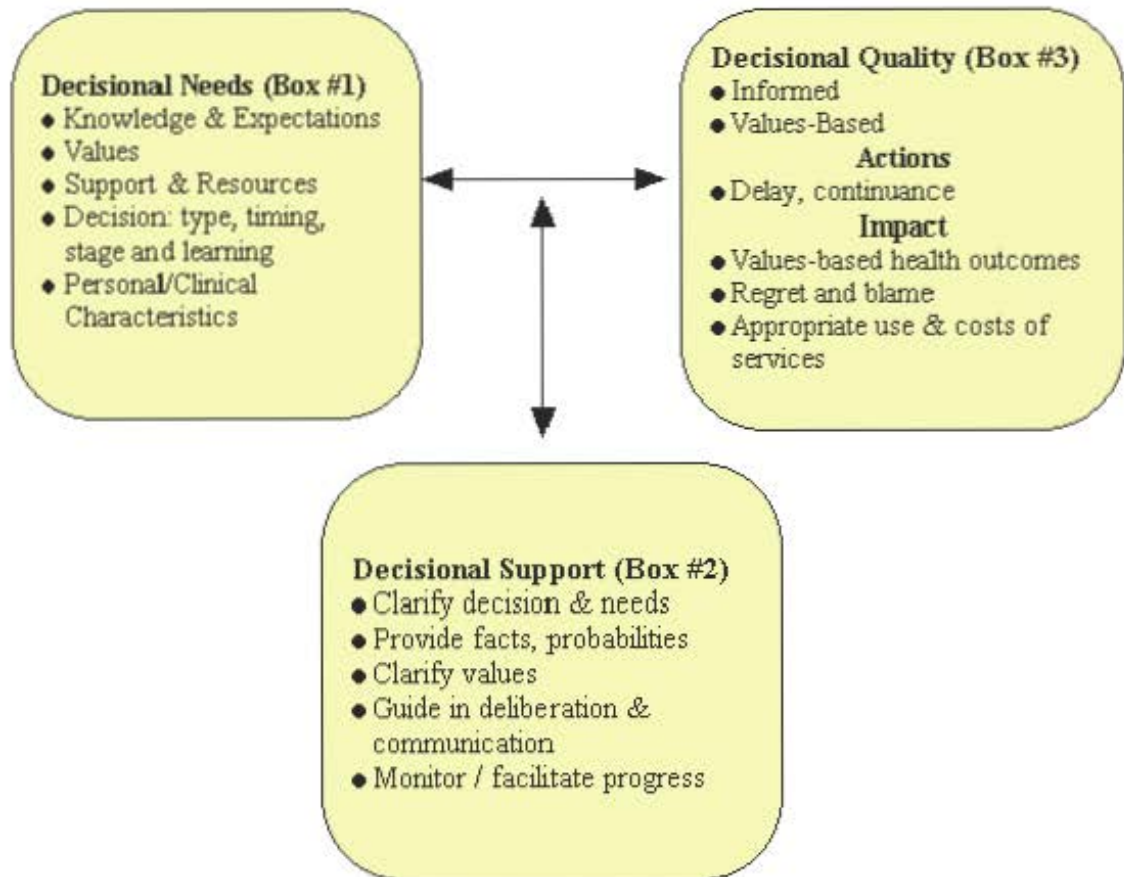 Decisional Needs (Box #1)
● Knowledge & Expectations
● Values
● Support & Resources
● Decision: type, timing,
stage and learning
● Personal/Clinical
Characteristics
Decisional Quality (Box #3)
● Informed
● Values-Based
Actions
● Delay, continuance
Impact
● Values-based health outcomes
● Regret and blame
● Appropriate use & costs of
services
Decisional Support (Box #2)
● Clarify decision & needs
● Provide facts, probabilities
● Clarify values
● Guide in deliberation &
communication
● Monitor / facilitate progress